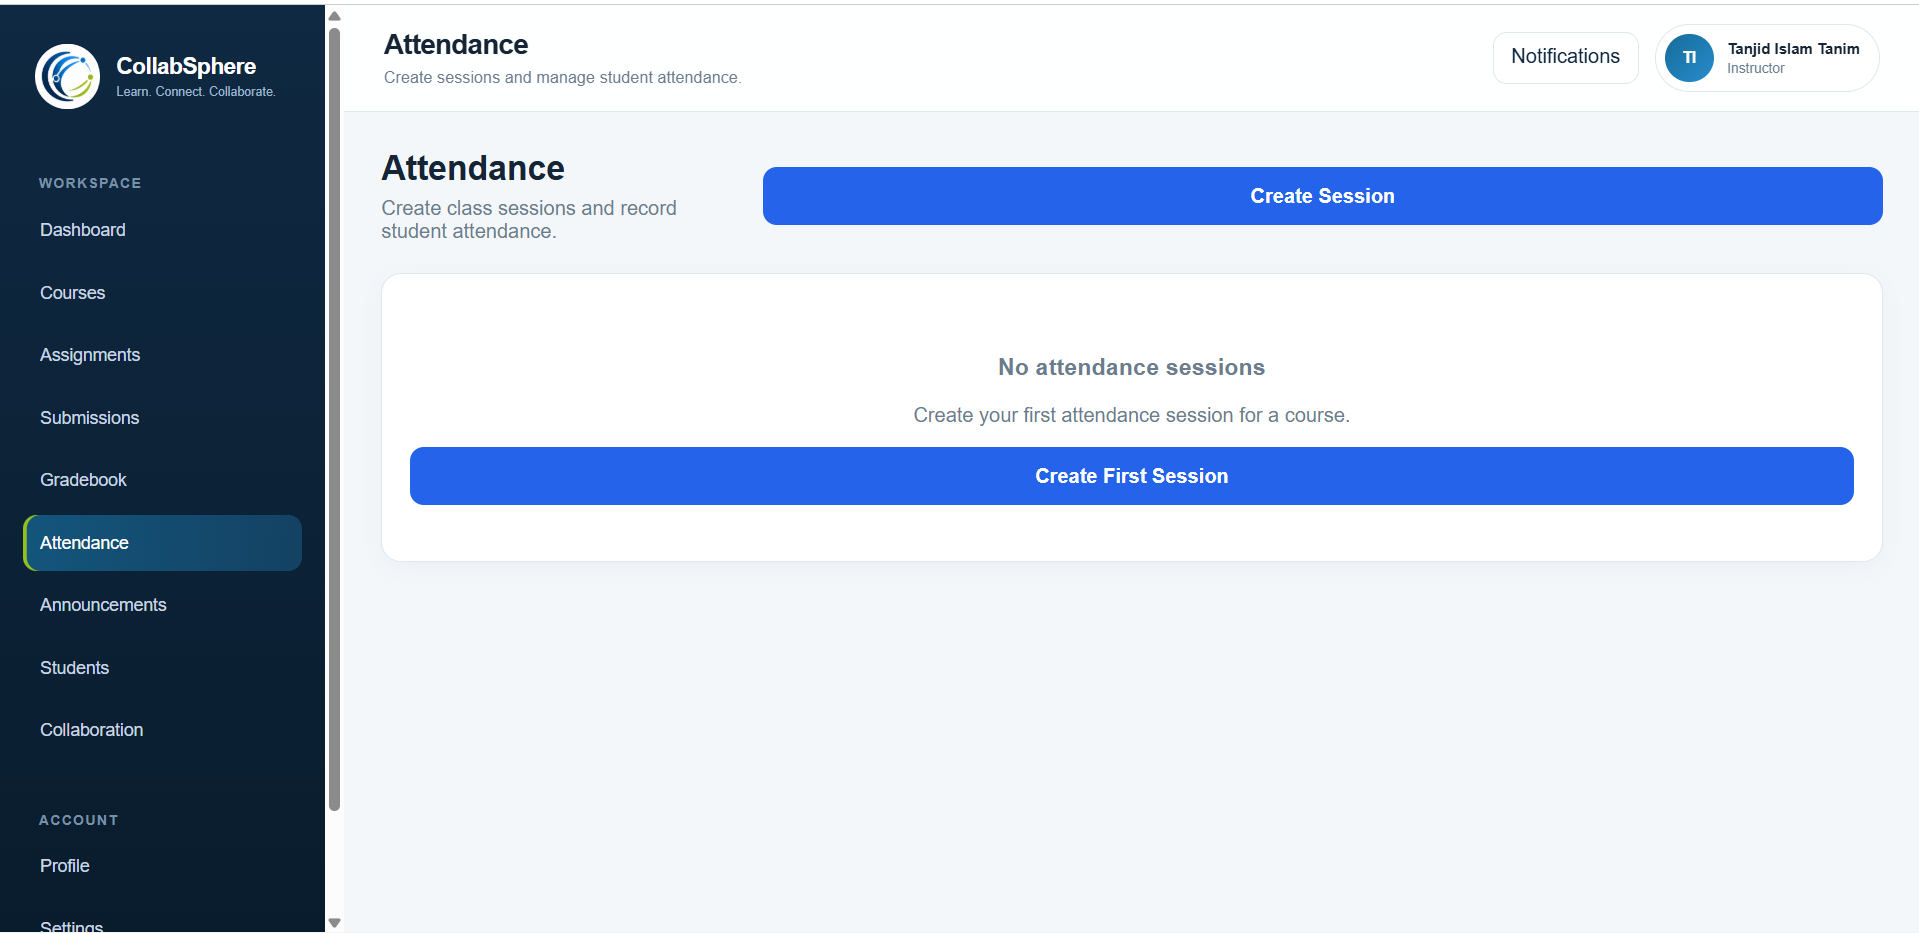 CollabSphere
Learn. Connect. Collaborate.
WORKSPACE
Dashboard
Courses
Assignments
Submissions
Gradebook
Attendance
Announcements
Students
Collaboration
ACCOUNT
Profile
Settings
Attendance
Create sessions and manage student attendance.
Notifications
TI
Tanjid Islam Tanim
Instructor
Attendance
Create class sessions and record
student attendance.
Create Session
No attendance sessions
Create your first attendance session for a course.
Create First Session